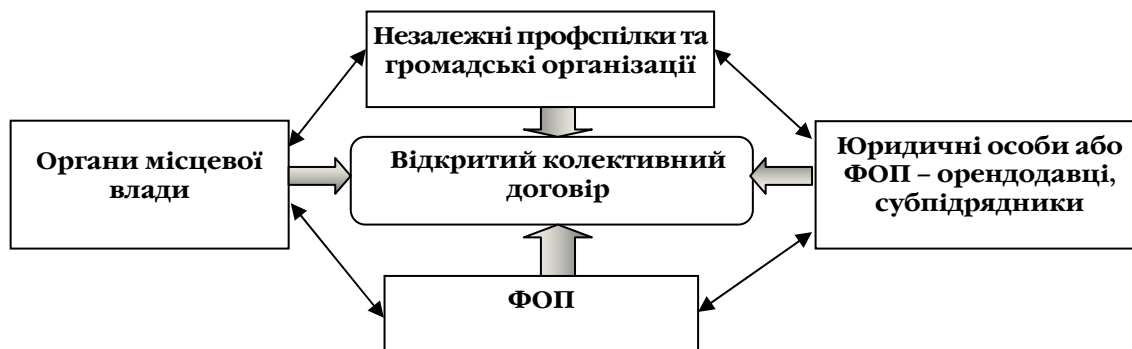 Незалежні профспілки та
громадські організації
Органи місцевої
влади
Відкритий колективний
договір
Юридичні особи або
ФОП – орендодавці,
субпідрядники
ФОП